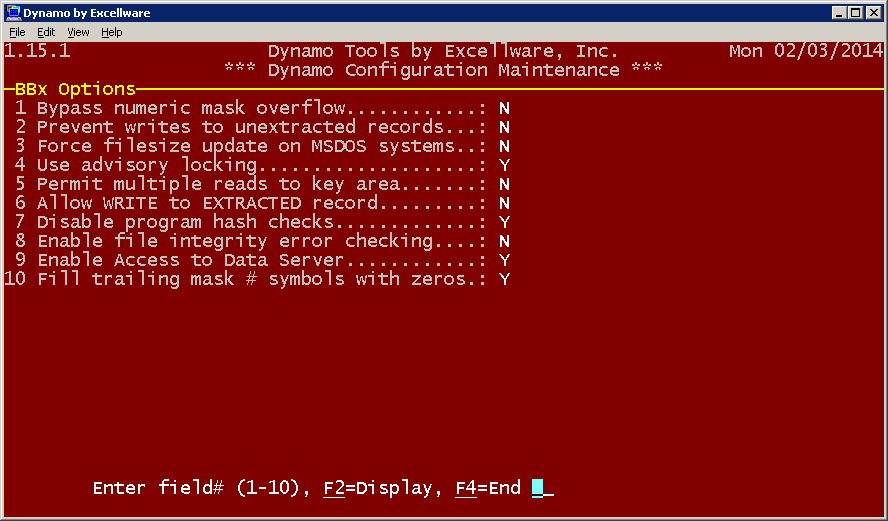 Dynamo by Excellware
File Edit View Help
1.15.1 Dynamo Tools by Excellware, Inc. Mon 02/03/2014
*** Dynamo Configuration Maintenance ***
BBx Options
1 Bypass numeric mask overflow............: N
2 Prevent writes to unextracted records...: N
3 Force filesize update on MSDOS systems..: N
4 Use advisory locking....................: Y
5 Permit multiple reads to key area.......: N
6 Allow WRITE to EXTRACTED record.........: N
7 Disable program hash checks.............: Y
8 Enable file integrity error checking....: N
9 Enable Access to Data Server............: Y
10 Fill trailing mask # symbols with zeros.: Y
Enter field# (1-10), F2=Display, F4=End _